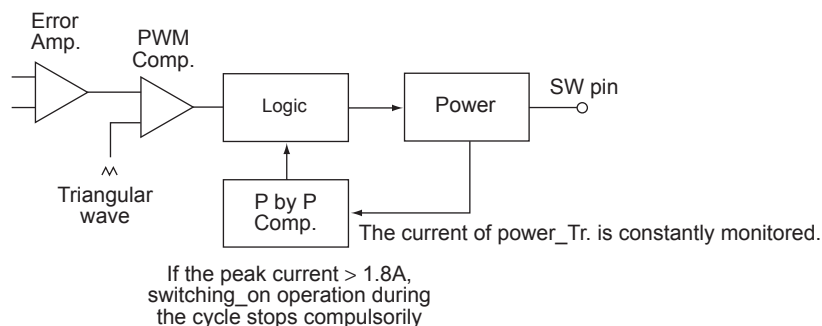 Error
Amp.
PWM
Comp.
Logic
Power
SW pin
Triangular
wave
P by P
Comp.
The current of power_Tr. is constantly monitored.
If the peak current > 1.8A,
switching_on operation during
the cycle stops compulsorily